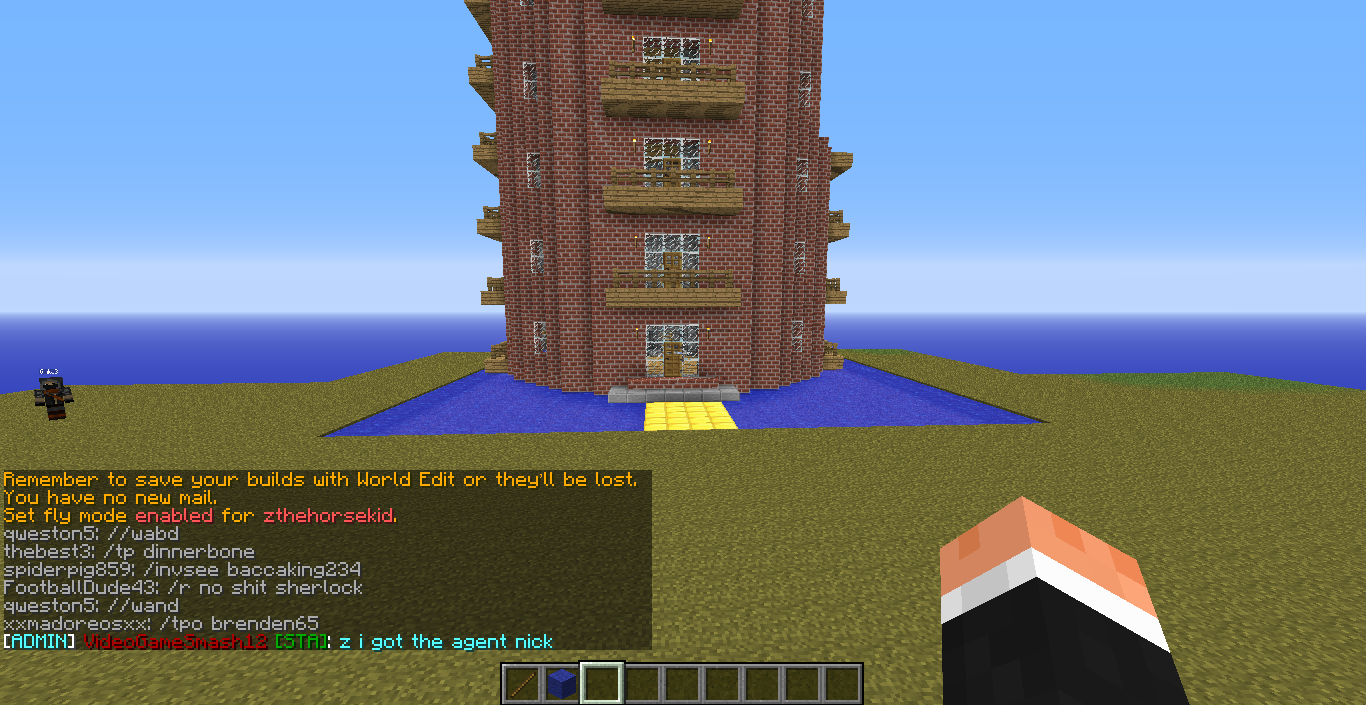 Remember to save your builds with World Edit or they'll be lost.
You have no new mail.
Set fly mode enabled for zthehorsekid.
qweston5: //wabd
thebest3: /tp dinnerbone
spiderpig859: /invsee baccaking234
FootballDude43: /r no shit sherlock
qweston5: //wand
xxmadoreosxx: /tpo brenden65
[ADMIN] VideoGameSmash12 [STA]: z i got the agent nick